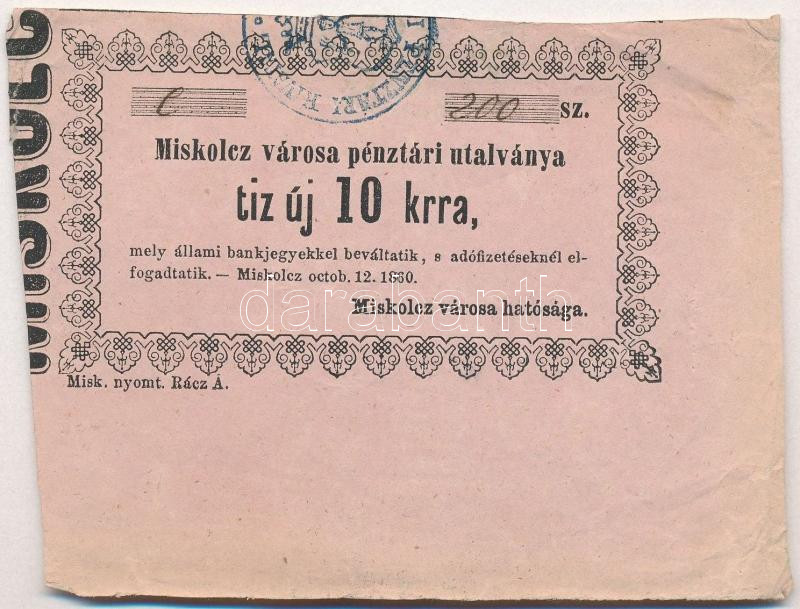 MISKOLC
C 200 sz.
Miskolcz városa pénztári utalványa
tiz új 10 krra,
mely állami bankjegyekkel beváltatik, s adófizetéseknél el-
fogadtatik. — Miskolcz octob. 12. 1860.
darabanth
Miskolcz városa hatósága.
Misk. nyomt. Rácz Á.